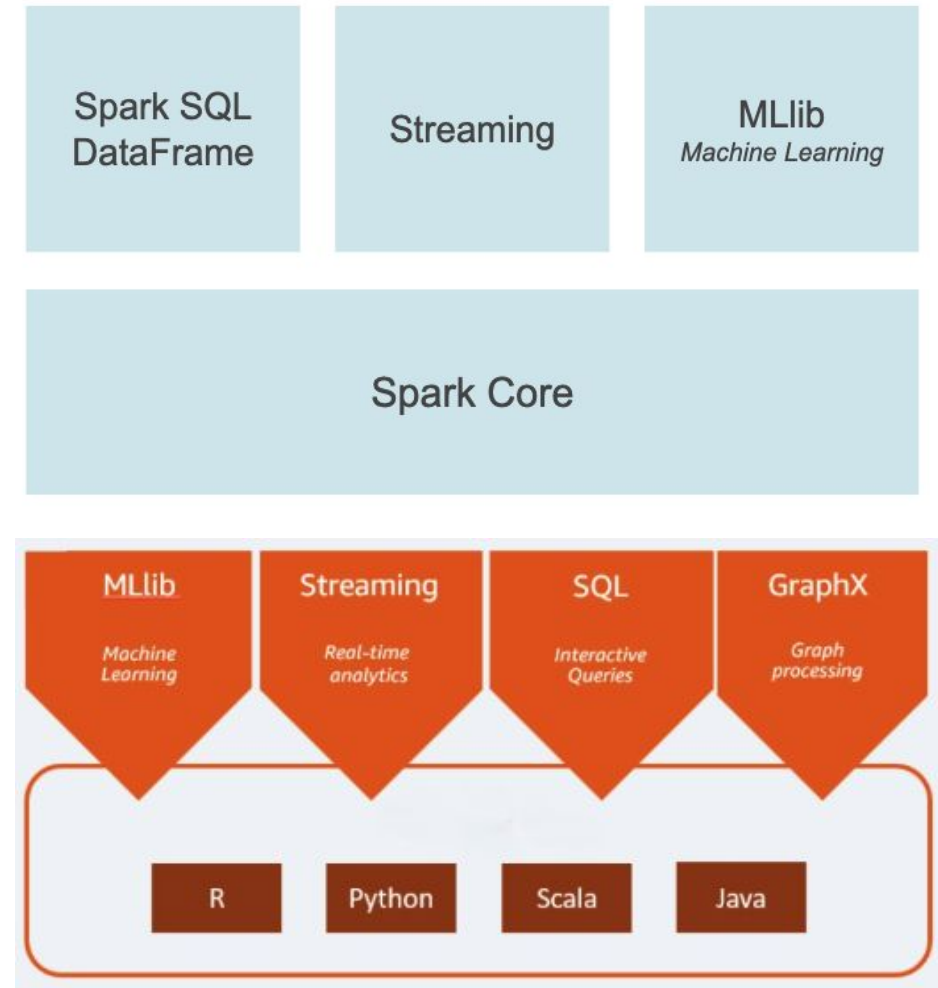 Spark SQL
DataFrame
Streaming
MLlib
Machine Learning
Spark Core
MLlib
Machine
Learning
Streaming
Real-time
analytics
SQL
Interactive
Queries
GraphX
Graph
processing
R
Python
Scala
Java